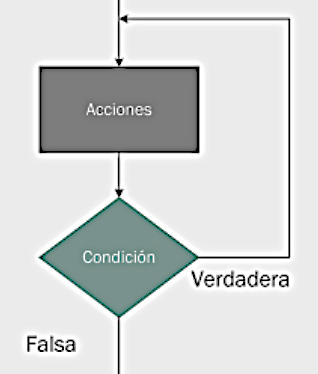 Acciones
Condición
Verdadera
Falsa